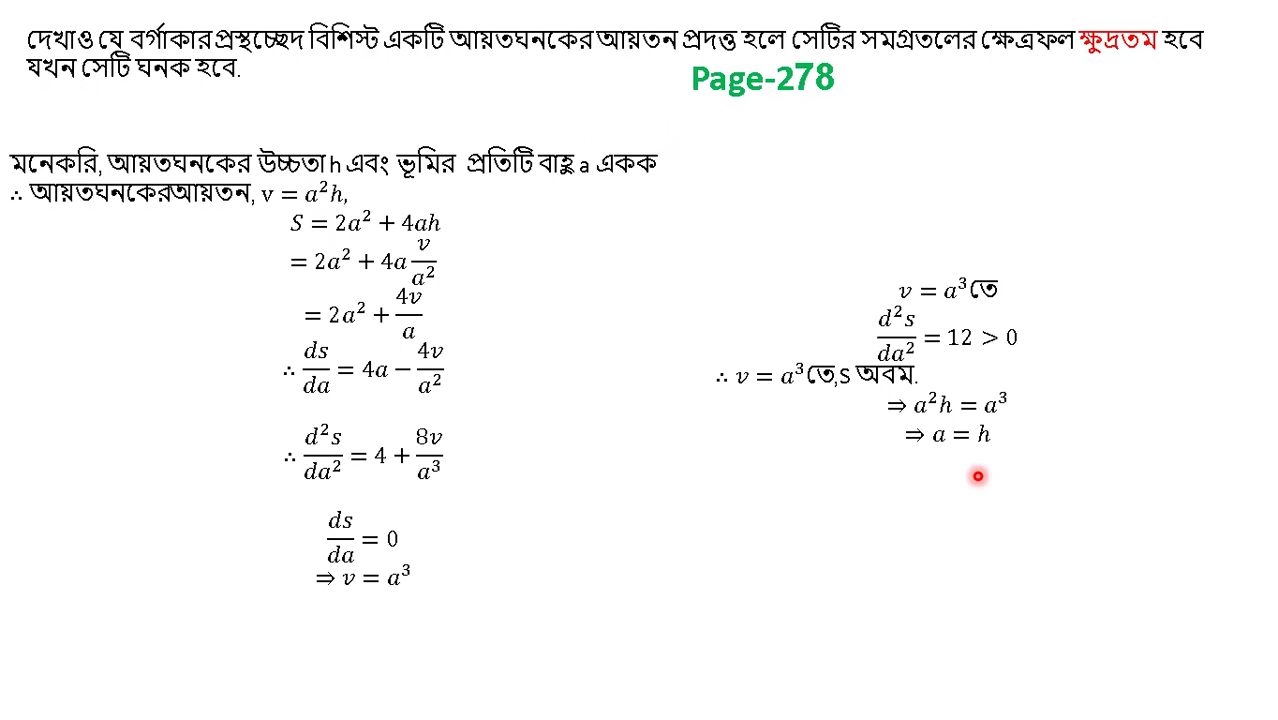 দেখাও যে বর্গাকার প্রস্থচ্ছেদ বিশিস্ট একটি আয়তঘনকের আয়তন প্রদত্ত হলে সেটির সমগ্রতলের ক্ষেত্রফল ক্ষুদ্রতম হবে
যখন সেটি ঘনক হবে.
Page-278
মনেকরি, আয়তঘনকের উচ্চতা h এবং ভূমির প্রতিটি বাহু a একক
∴ আয়তঘনকেরআয়তন, v = a²h,
S = 2a² + 4ah
= 2a² + 4a v/a²
= 2a² + 4v/a
∴ ds/da = 4a − 4v/a²
∴ d²s/da² = 4 + 8v/a³
ds/da = 0
⇒ v = a³
v = a³ তে
d²s/da² = 12 > 0
∴ v = a³ তে,S অবম.
⇒ a²h = a³
⇒ a = h